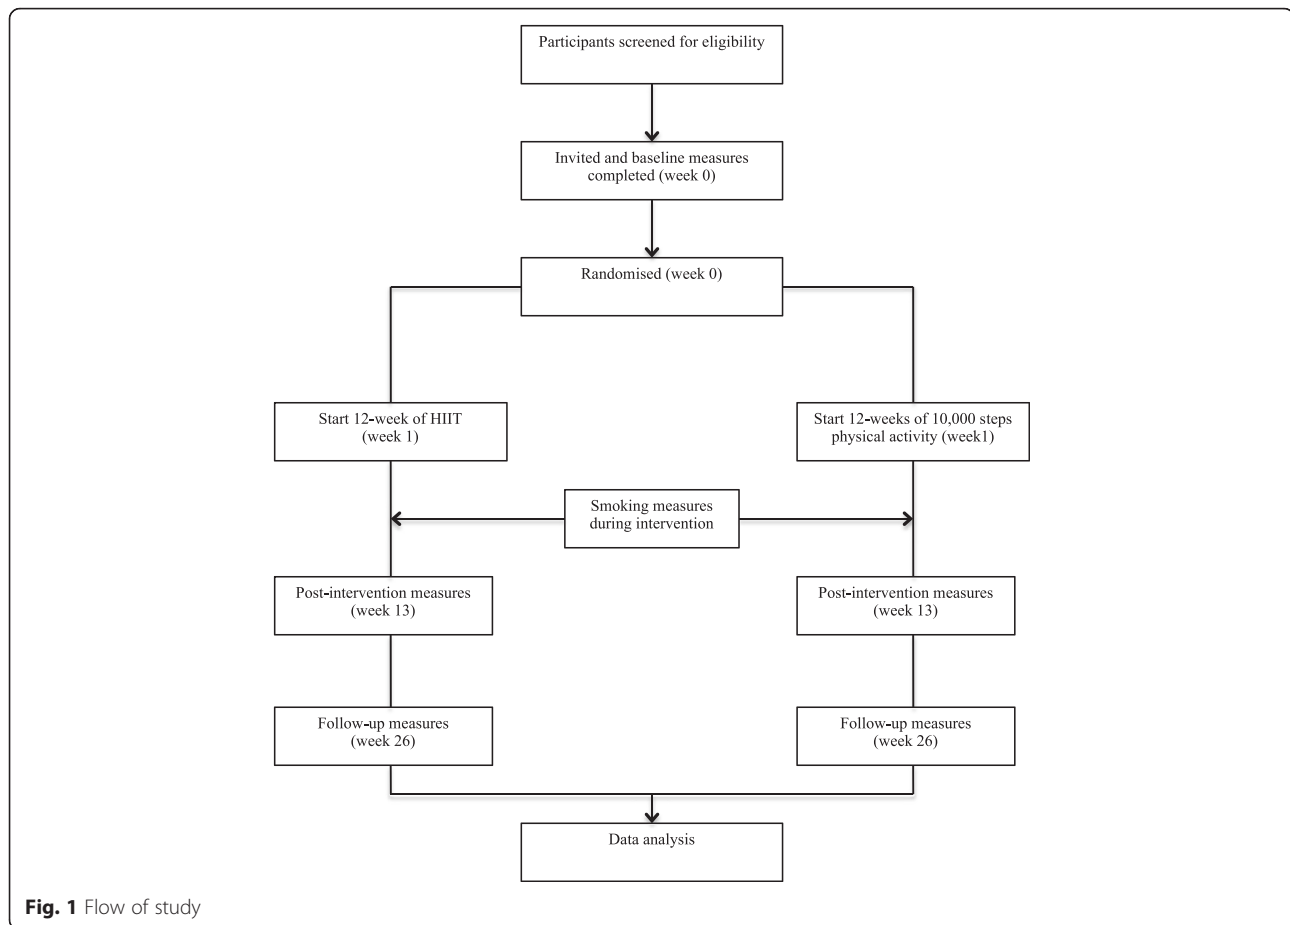 Participants screened for eligibility
Invited and baseline measures
completed (week 0)
Randomised (week 0)
Start 12-week of HIIT
(week 1)
Start 12-weeks of 10,000 steps
physical activity (week1)
Smoking measures
during intervention
Post-intervention measures
(week 13)
Post-intervention measures
(week 13)
Follow-up measures
(week 26)
Follow-up measures
(week 26)
Data analysis
Fig. 1 Flow of study